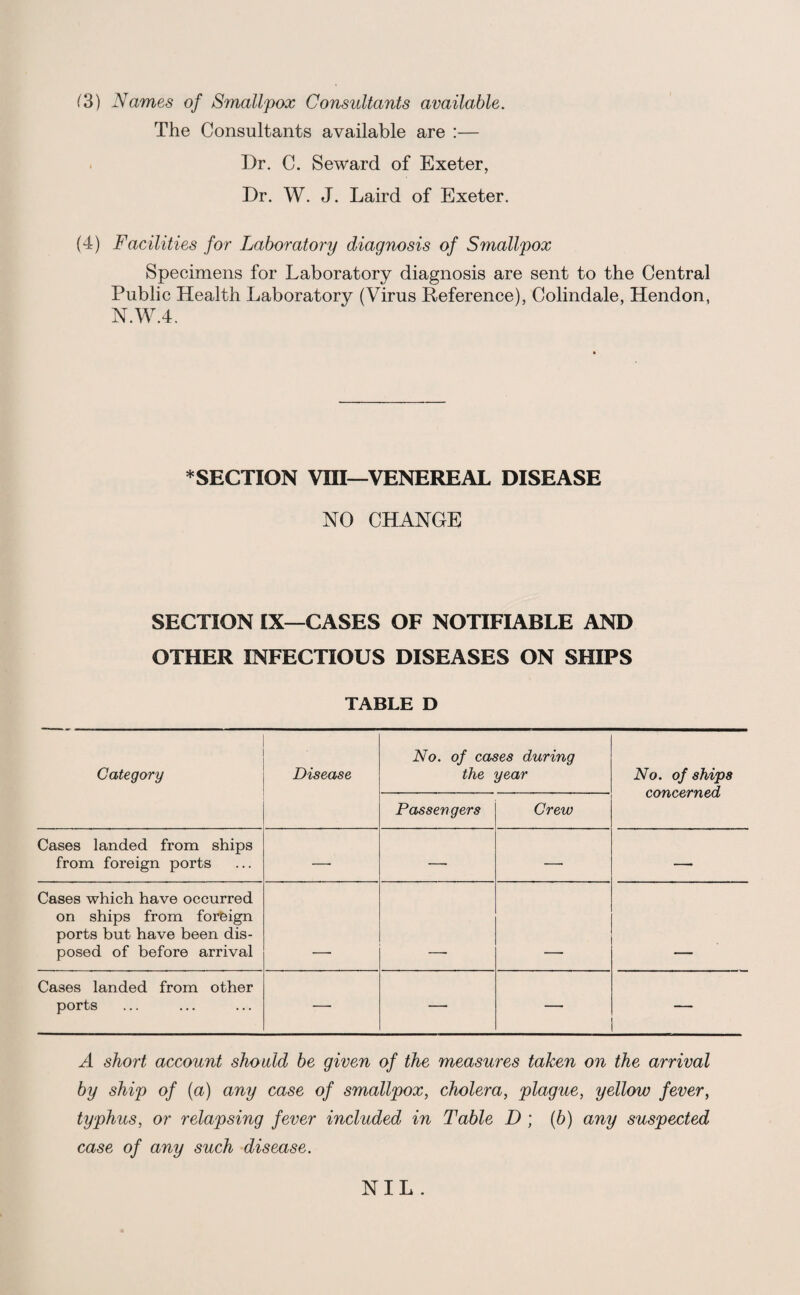 (3) Names of Smallpox Consultants available.
The Consultants available are :—
Dr. C. Seward of Exeter,
Dr. W. J. Laird of Exeter.
(4) Facilities for Laboratory diagnosis of Smallpox
Specimens for Laboratory diagnosis are sent to the Central
Public Health Laboratory (Virus Reference), Colindale, Hendon,
N.W.4.
*SECTION VIII—VENEREAL DISEASE
NO CHANGE
SECTION IX—CASES OF NOTIFIABLE AND
OTHER INFECTIOUS DISEASES ON SHIPS
TABLE D
Category Disease No. of cases during the year No. of ships concerned
Passengers Crew
Cases landed from ships
from foreign ports ... — — — —
Cases which have occurred
on ships from foreign
ports but have been dis-
posed of before arrival — — — —
Cases landed from other
ports ... ... ... — — — —
A short account should be given of the measures taken on the arrival
by ship of (a) any case of smallpox, cholera, plague, yellow fever,
typhus, or relapsing fever included in Table D ; (b) any suspected
case of any such disease.
NIL.